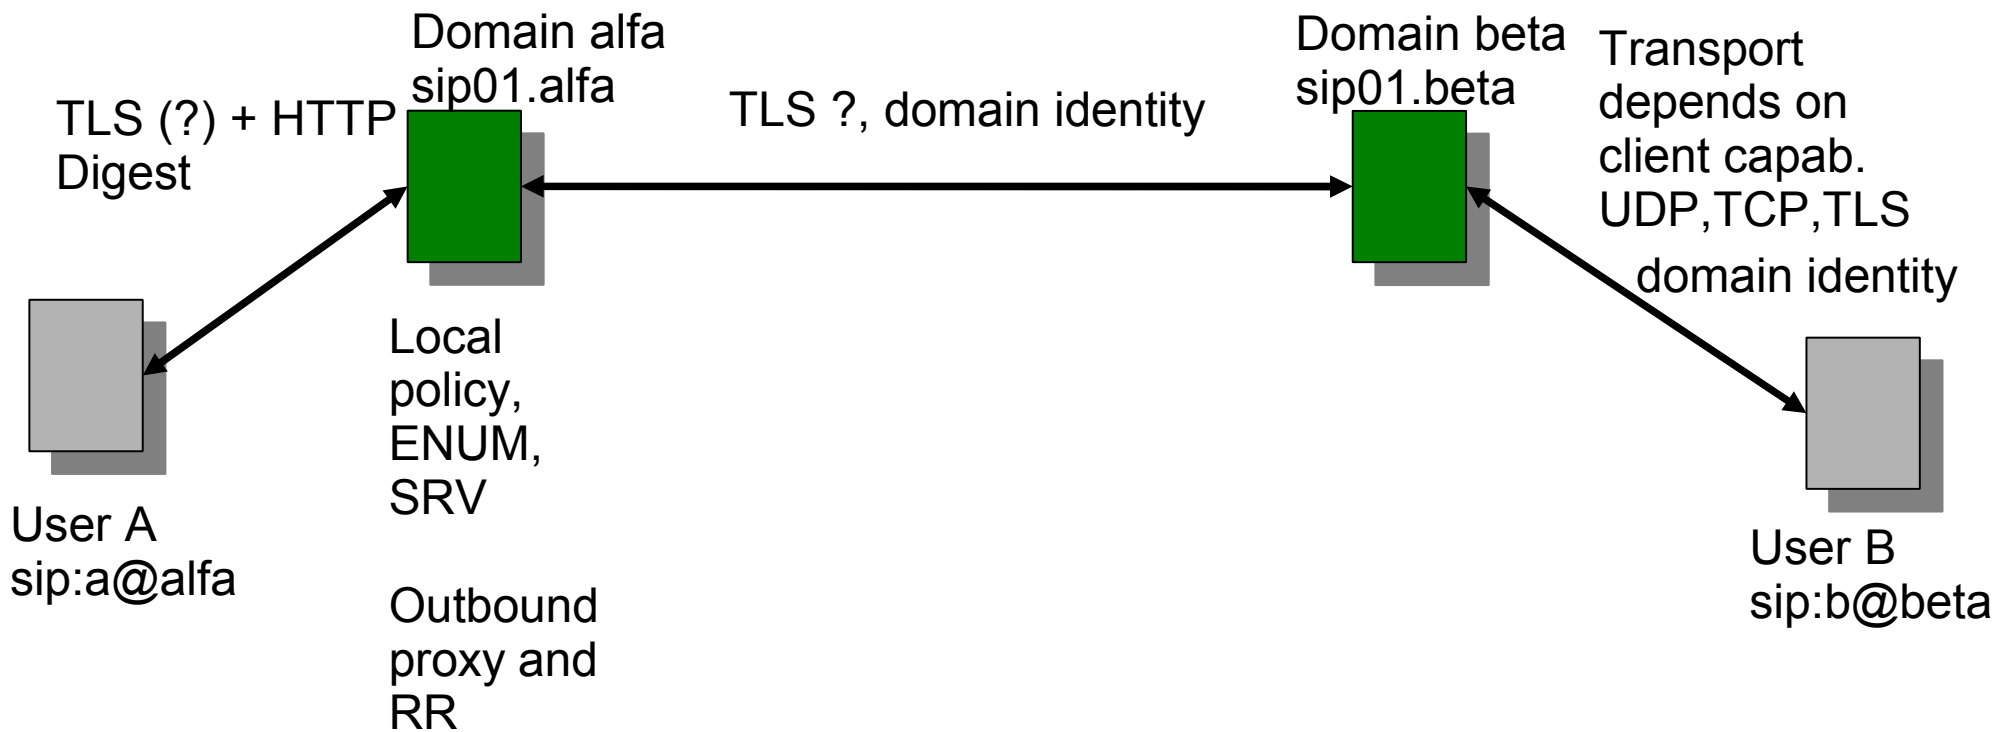 Domain alfa
sip01.alfa
TLS (?) + HTTP
Digest
TLS ?, domain identity
Domain beta
sip01.beta
Transport
depends on
client capab.
UDP,TCP,TLS
domain identity
Local
policy,
ENUM,
SRV
Outbound
proxy and
RR
User A
sip:a@alfa
User B
sip:b@beta